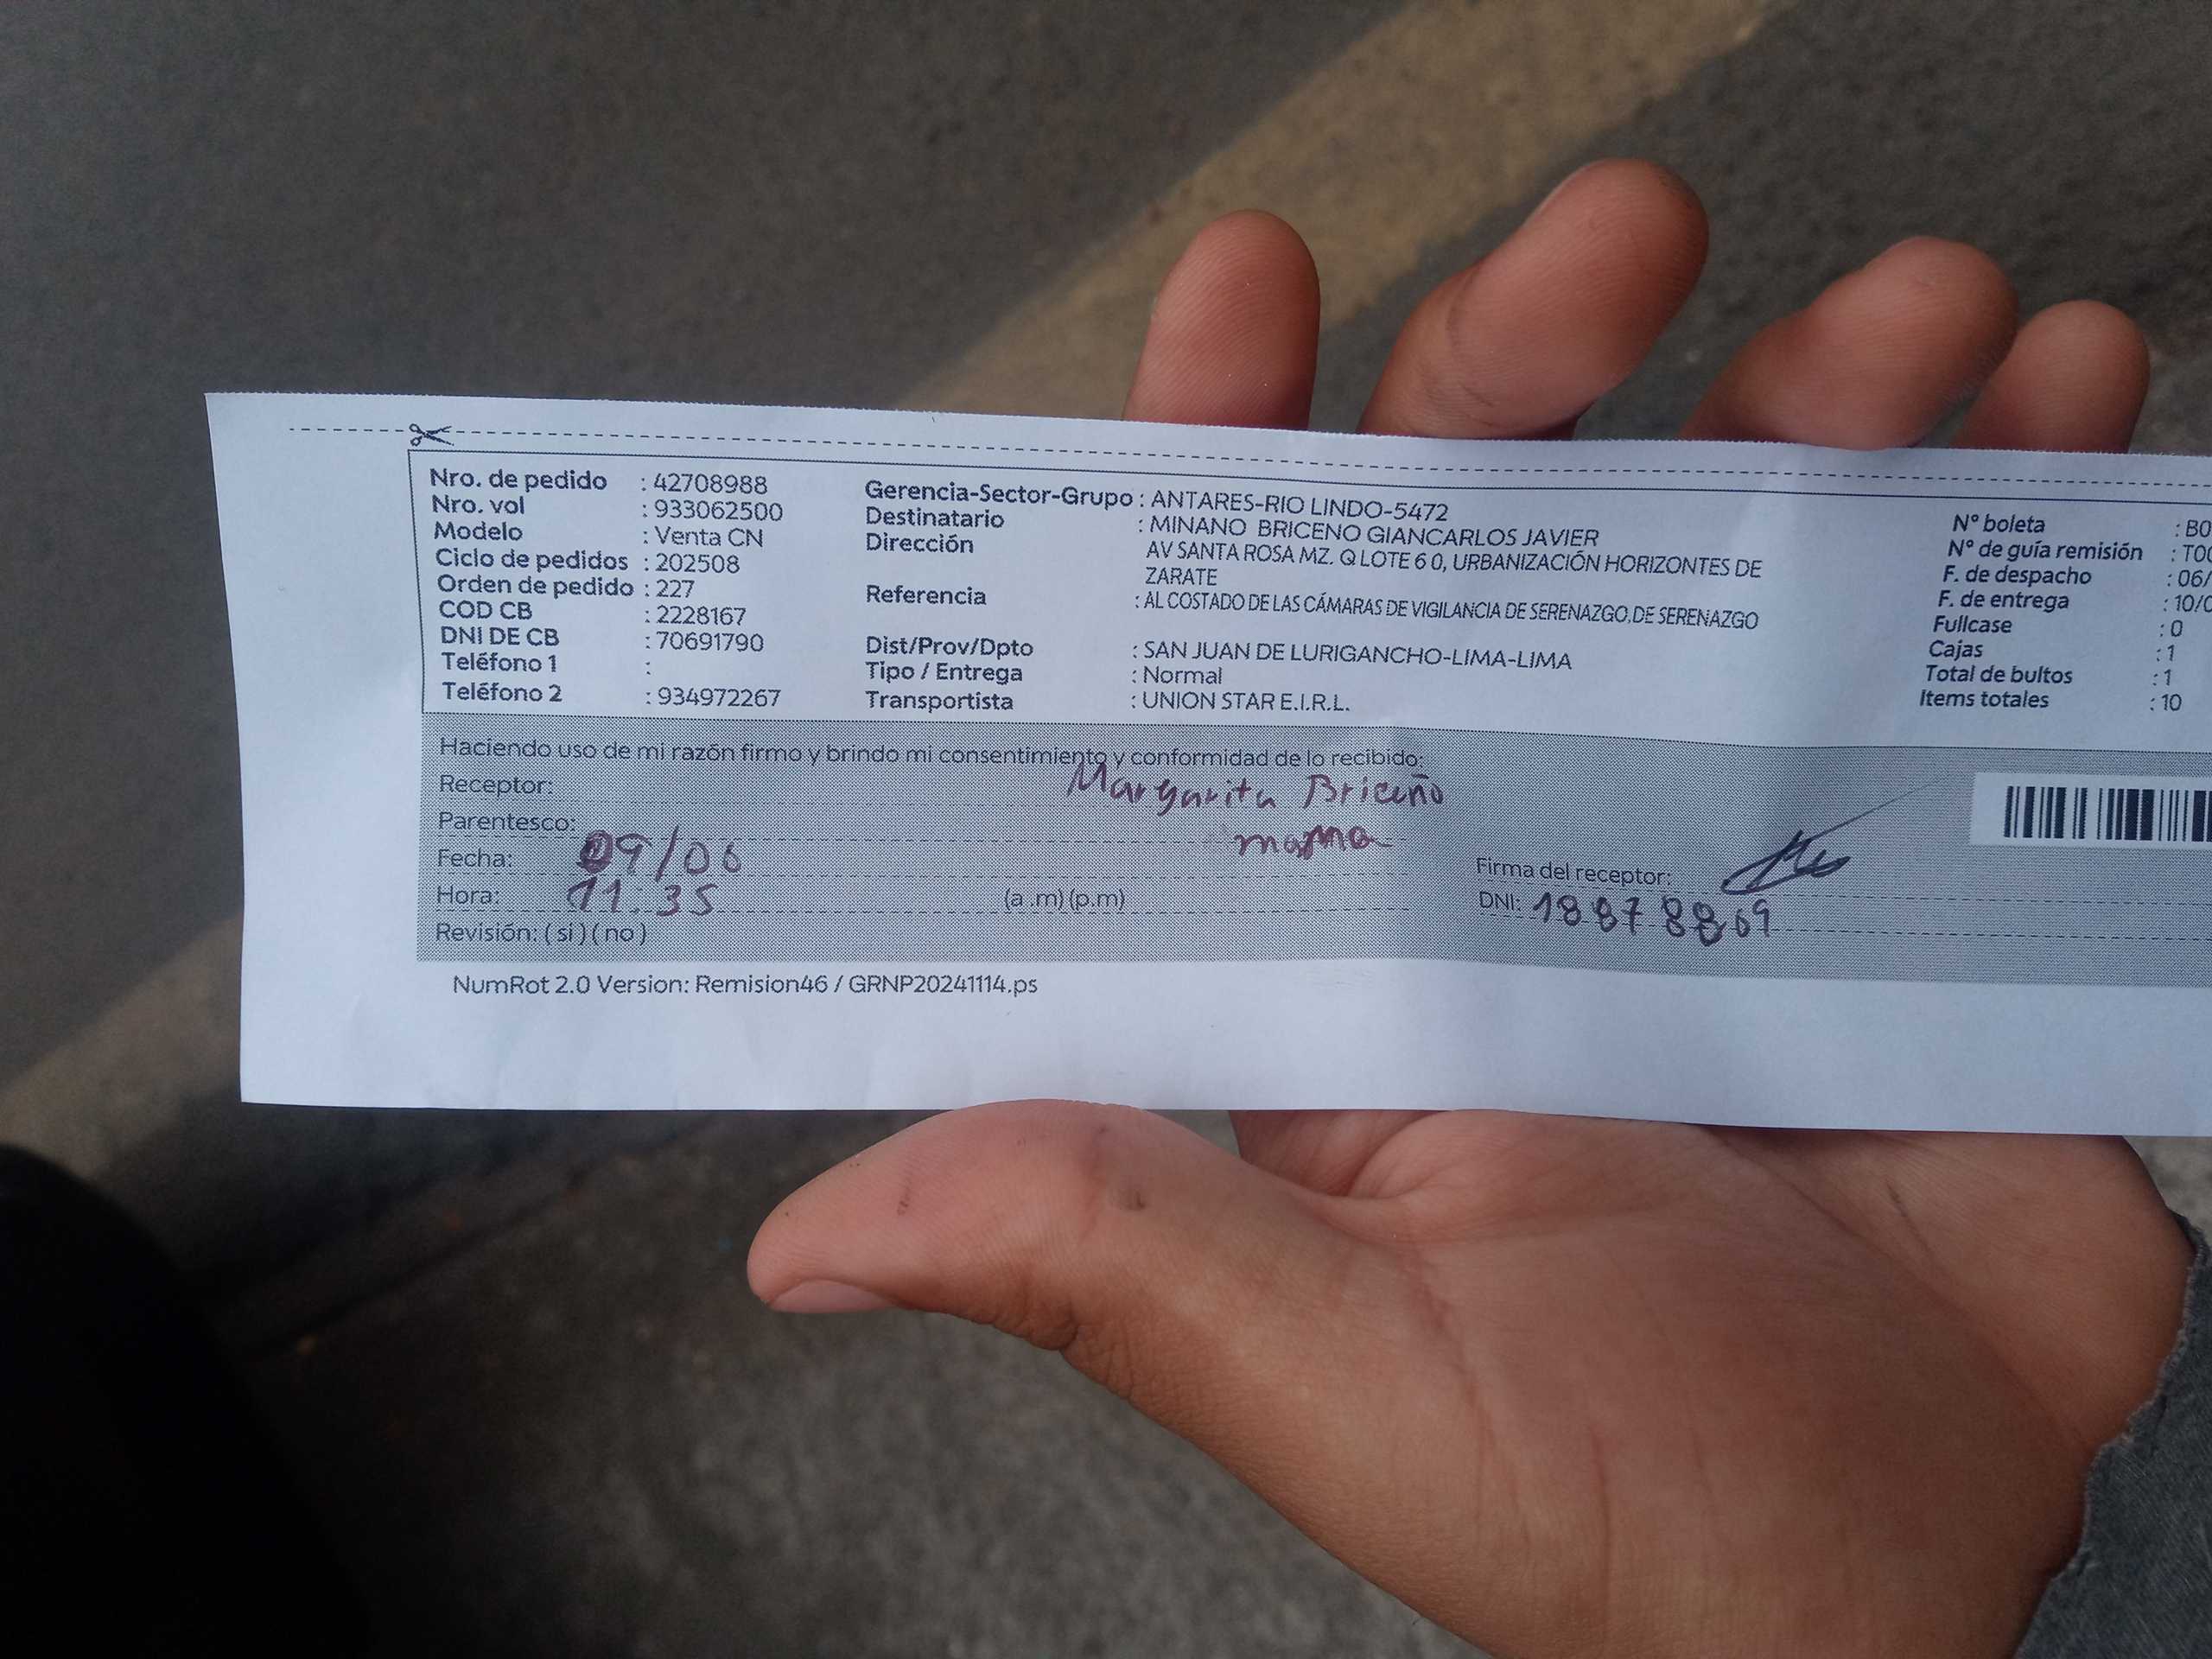 Nro. de pedido : 42708988
Nro. vol : 933062500
Modelo : Venta CN
Ciclo de pedidos : 202508
Orden de pedido : 227
COD CB : 2228167
DNI DE CB : 70691790
Teléfono 1 :
Teléfono 2 : 934972267
Gerencia-Sector-Grupo : ANTARES-RIO LINDO-5472
Destinatario : MINANO BRICENO GIANCARLOS JAVIER
Dirección AV SANTA ROSA MZ. Q LOTE 6 0, URBANIZACIÓN HORIZONTES DE
ZARATE
Referencia : AL COSTADO DE LAS CÁMARAS DE VIGILANCIA DE SERENAZGO,DE SERENAZGO
Dist/Prov/Dpto : SAN JUAN DE LURIGANCHO-LIMA-LIMA
Tipo / Entrega : Normal
Transportista : UNION STAR E.I.R.L.
N° boleta : B0
N° de guía remisión : T00
F. de despacho : 06/
F. de entrega : 10/0
Fullcase : 0
Cajas : 1
Total de bultos : 1
Items totales : 10
Haciendo uso de mi razón firmo y brindo mi consentimiento y conformidad de lo recibido:
Receptor: Margarita Briceño
Parentesco: mama
Fecha: 09/06
Hora: 11:35 (a .m) (p.m)
Revisión: ( si ) ( no )
Firma del receptor:
DNI: 18878869
NumRot 2.0 Version: Remision46 / GRNP20241114.ps